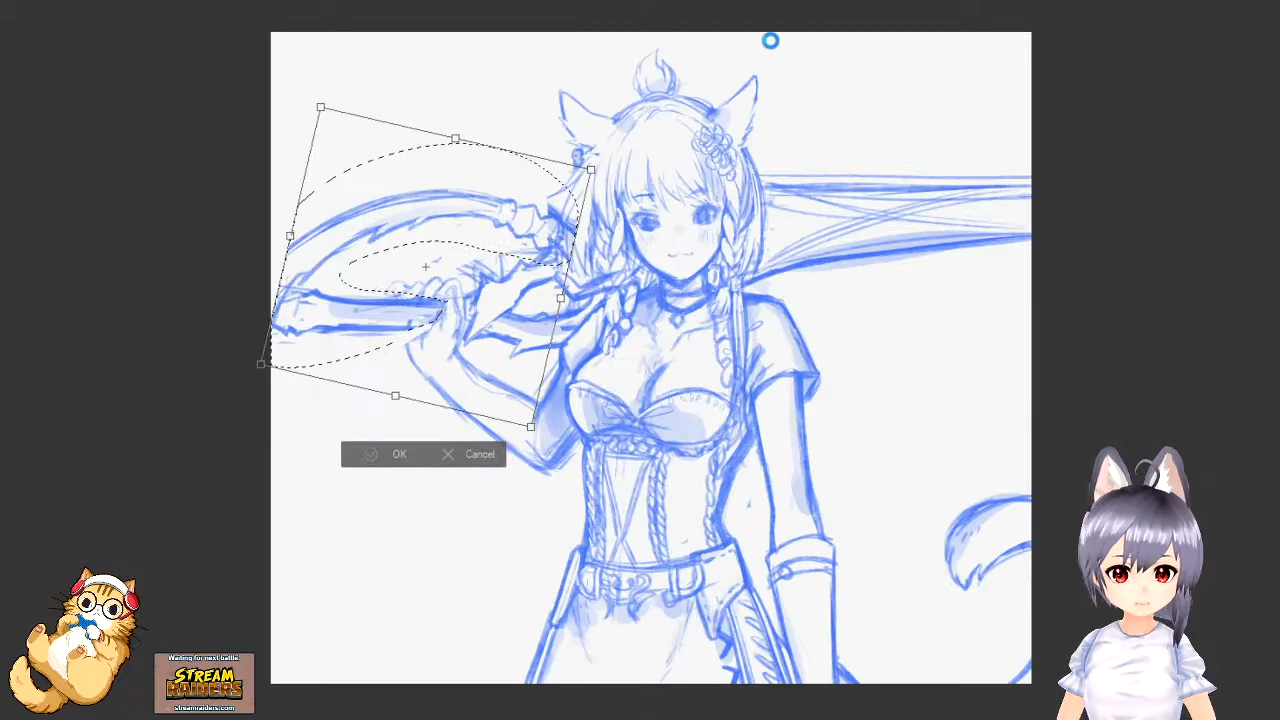 OK Cancel
Waiting for next battle.
STREAM
RAIDERS
streamraiders.com